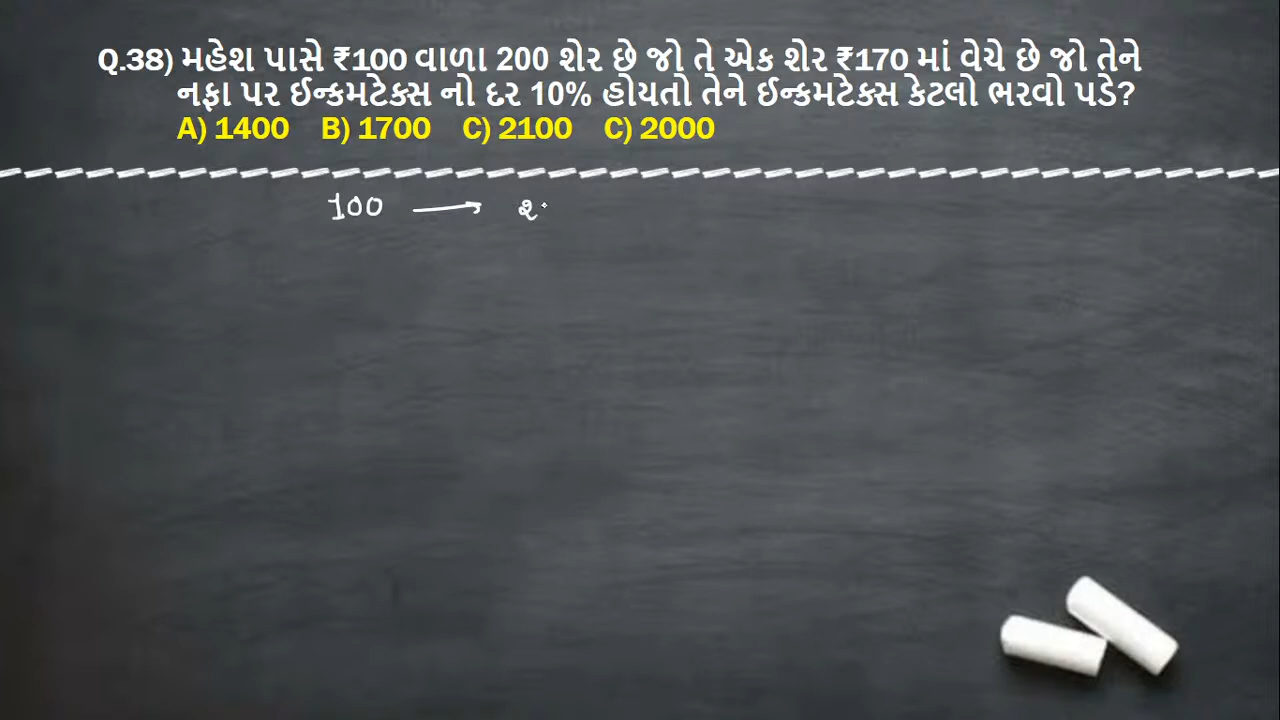 Q.38) મહેશ પાસે ₹100 વાળા 200 શેર છે જો તે એક શેર ₹170 માં વેચે છે જો તેને
નફા પર ઈન્કમટેક્સ નો દર 10% હોયતો તેને ઈન્કમટેક્સ કેટલો ભરવો પડે?
A) 1400 B) 1700 C) 2100 C) 2000
100 → 2